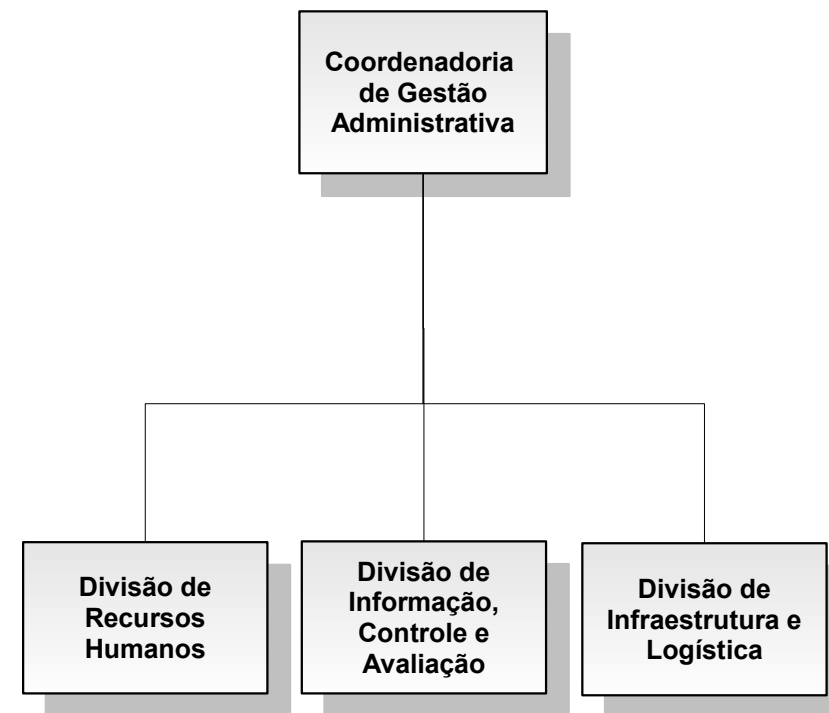 Coordenadoria
de Gestão
Administrativa
Divisão de
Recursos
Humanos
Divisão de
Informação,
Controle e
Avaliação
Divisão de
Infraestrutura e
Logística